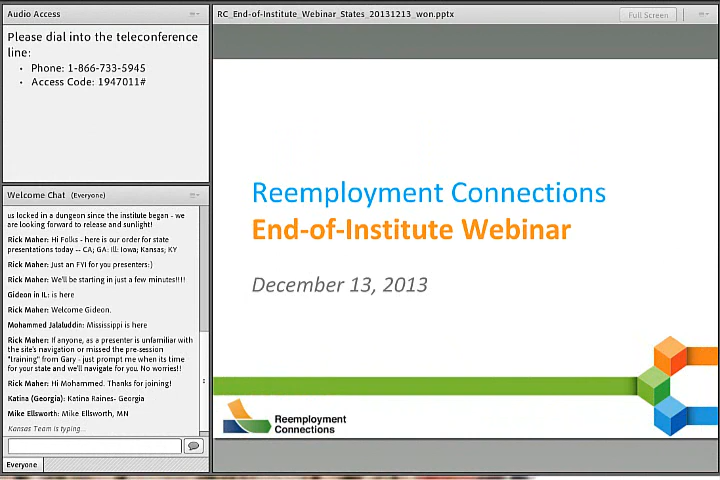 Audio Access
Please dial into the teleconference
line:
• Phone: 1-866-733-5945
• Access Code: 1947011#
Welcome Chat (Everyone)
us locked in a dungeon since the institute began - we
are looking forward to release and sunlight!
Rick Maher: Hi Folks - here is our order for state
presentations today -- CA; GA: Ill: Iowa; Kansas; KY
Rick Maher: Just an FYI for you presenters:)
Rick Maher: We'll be starting in just a few minutes!!!!
Gideon in IL: is here
Rick Maher: Welcome Gideon.
Mohammed Jalaluddin: Mississippi is here
Rick Maher: If anyone, as a presenter is unfamiliar with
the site's navigation or missed the pre-session
"training" from Gary - just prompt me when its time
for your state and we'll navigate for you. No worries!!
Rick Maher: Hi Mohammed. Thanks for joining!
Katina (Georgia): Katina Raines- Georgia
Mike Ellsworth: Mike Ellsworth, MN
Kansas Team is typing...
Everyone
RC_End-of-Institute_Webinar_States_20131213_won.pptx
Full Screen
Reemployment Connections
End-of-Institute Webinar
December 13, 2013
Reemployment
Connections